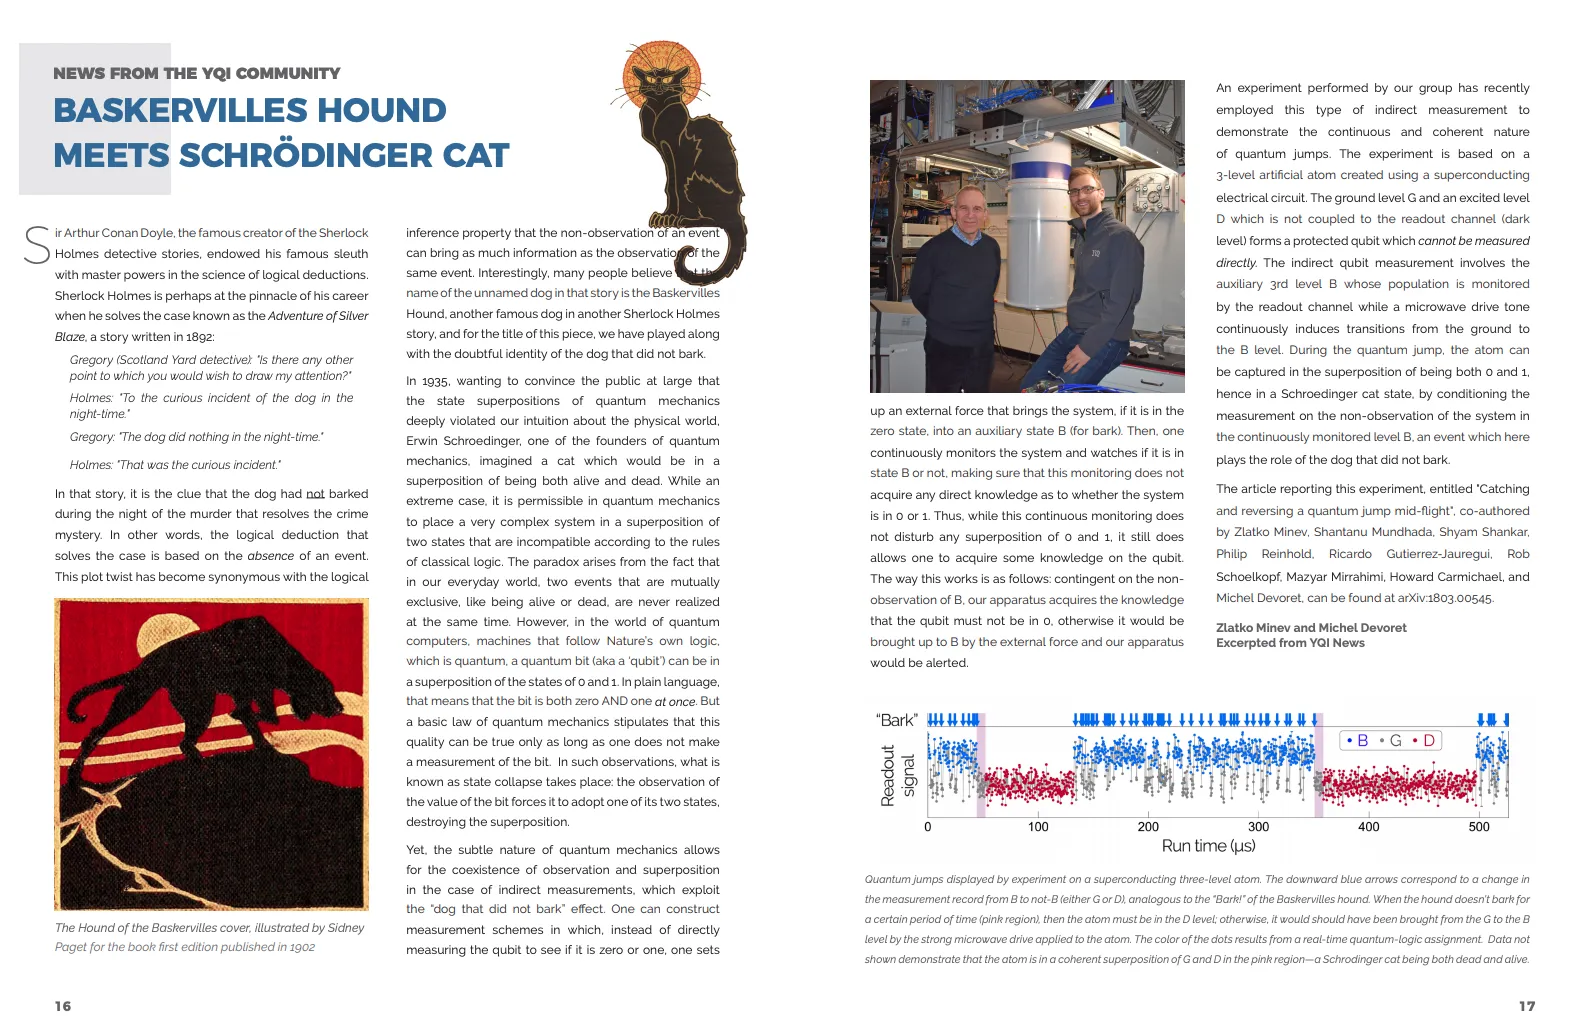 NEWS FROM THE YQI COMMUNITY
BASKERVILLES HOUND
MEETS SCHRÖDINGER CAT
Sir Arthur Conan Doyle, the famous creator of the Sherlock
Holmes detective stories, endowed his famous sleuth
with master powers in the science of logical deductions.
Sherlock Holmes is perhaps at the pinnacle of his career
when he solves the case known as the Adventure of Silver
Blaze, a story written in 1892:
Gregory (Scotland Yard detective): "Is there any other
point to which you would wish to draw my attention?"
Holmes: "To the curious incident of the dog in the
night-time."
Gregory: "The dog did nothing in the night-time."
Holmes: "That was the curious incident."
In that story, it is the clue that the dog had not barked
during the night of the murder that resolves the crime
mystery. In other words, the logical deduction that
solves the case is based on the absence of an event.
This plot twist has become synonymous with the logical
The Hound of the Baskervilles cover, illustrated by Sidney
Paget for the book first edition published in 1902
inference property that the non-observation of an event
can bring as much information as the observation of the
same event. Interestingly, many people believe that the
name of the unnamed dog in that story is the Baskervilles
Hound, another famous dog in another Sherlock Holmes
story, and for the title of this piece, we have played along
with the doubtful identity of the dog that did not bark.
In 1935, wanting to convince the public at large that
the state superpositions of quantum mechanics
deeply violated our intuition about the physical world,
Erwin Schroedinger, one of the founders of quantum
mechanics, imagined a cat which would be in a
superposition of being both alive and dead. While an
extreme case, it is permissible in quantum mechanics
to place a very complex system in a superposition of
two states that are incompatible according to the rules
of classical logic. The paradox arises from the fact that
in our everyday world, two events that are mutually
exclusive, like being alive or dead, are never realized
at the same time. However, in the world of quantum
computers, machines that follow Nature's own logic,
which is quantum, a quantum bit (aka a 'qubit') can be in
a superposition of the states of 0 and 1. In plain language,
that means that the bit is both zero AND one at once. But
a basic law of quantum mechanics stipulates that this
quality can be true only as long as one does not make
a measurement of the bit. In such observations, what is
known as state collapse takes place: the observation of
the value of the bit forces it to adopt one of its two states,
destroying the superposition.
Yet, the subtle nature of quantum mechanics allows
for the coexistence of observation and superposition
in the case of indirect measurements, which exploit
the "dog that did not bark" effect. One can construct
measurement schemes in which, instead of directly
measuring the qubit to see if it is zero or one, one sets
16
up an external force that brings the system, if it is in the
zero state, into an auxiliary state B (for bark). Then, one
continuously monitors the system and watches if it is in
state B or not, making sure that this monitoring does not
acquire any direct knowledge as to whether the system
is in 0 or 1. Thus, while this continuous monitoring does
not disturb any superposition of 0 and 1, it still does
allows one to acquire some knowledge on the qubit.
The way this works is as follows: contingent on the non-
observation of B, our apparatus acquires the knowledge
that the qubit must not be in 0, otherwise it would be
brought up to B by the external force and our apparatus
would be alerted.
An experiment performed by our group has recently
employed this type of indirect measurement to
demonstrate the continuous and coherent nature
of quantum jumps. The experiment is based on a
3-level artificial atom created using a superconducting
electrical circuit. The ground level G and an excited level
D which is not coupled to the readout channel (dark
level) forms a protected qubit which cannot be measured
directly. The indirect qubit measurement involves the
auxiliary 3rd level B whose population is monitored
by the readout channel while a microwave drive tone
continuously induces transitions from the ground to
the B level. During the quantum jump, the atom can
be captured in the superposition of being both 0 and 1,
hence in a Schroedinger cat state, by conditioning the
measurement on the non-observation of the system in
the continuously monitored level B, an event which here
plays the role of the dog that did not bark.
The article reporting this experiment, entitled "Catching
and reversing a quantum jump mid-flight", co-authored
by Zlatko Minev, Shantanu Mundhada, Shyam Shankar,
Philip Reinhold, Ricardo Gutierrez-Jauregui, Rob
Schoelkopf, Mazyar Mirrahimi, Howard Carmichael, and
Michel Devoret, can be found at arXiv:1803.00545.
Zlatko Minev and Michel Devoret
Excerpted from YQI News
"Bark"
Readout
signal
B G D
0 100 200 300 400 500
Run time (µs)
Quantum jumps displayed by experiment on a superconducting three-level atom. The downward blue arrows correspond to a change in
the measurement record from B to not-B (either G or D), analogous to the "Bark!" of the Baskervilles hound. When the hound doesn't bark for
a certain period of time (pink region), then the atom must be in the D level; otherwise, it would should have been brought from the G to the B
level by the strong microwave drive applied to the atom. The color of the dots results from a real-time quantum-logic assignment. Data not
shown demonstrate that the atom is in a coherent superposition of G and D in the pink region—a Schrodinger cat being both dead and alive.
17